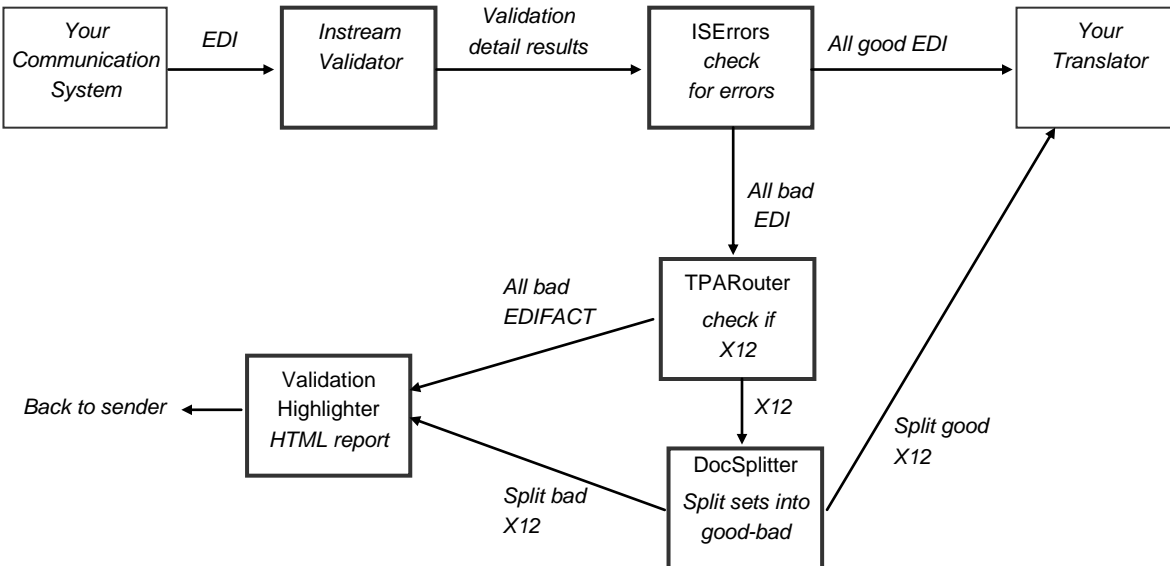 Your
Communication
System
EDI
Instream
Validator
Validation
detail results
ISErrors
check
for errors
All good EDI
Your
Translator
All bad
EDI
TPARouter
check if
X12
All bad
EDIFACT
Validation
Highlighter
HTML report
Back to sender
X12
DocSplitter
Split sets into
good-bad
Split bad
X12
Split good
X12